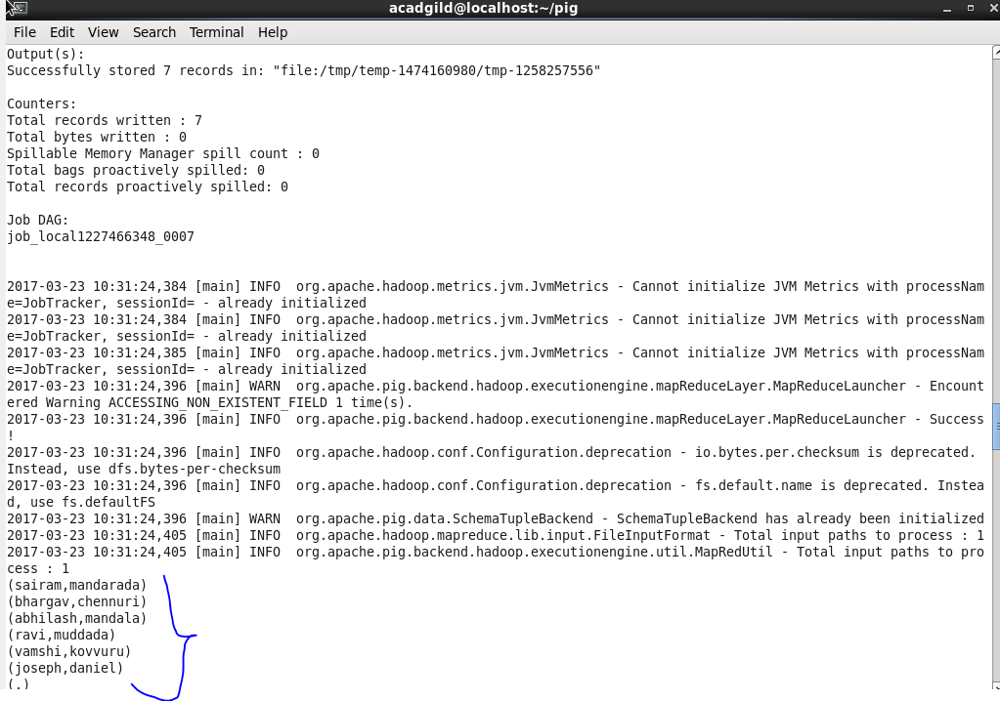 acadgild@localhost:~/pig
File Edit View Search Terminal Help
Output(s):
Successfully stored 7 records in: "file:/tmp/temp-1474160980/tmp-1258257556"
Counters:
Total records written : 7
Total bytes written : 0
Spillable Memory Manager spill count : 0
Total bags proactively spilled: 0
Total records proactively spilled: 0
Job DAG:
job_local1227466348_0007
2017-03-23 10:31:24,384 [main] INFO  org.apache.hadoop.metrics.jvm.JvmMetrics - Cannot initialize JVM Metrics with processNam
e=JobTracker, sessionId= - already initialized
2017-03-23 10:31:24,384 [main] INFO  org.apache.hadoop.metrics.jvm.JvmMetrics - Cannot initialize JVM Metrics with processNam
e=JobTracker, sessionId= - already initialized
2017-03-23 10:31:24,385 [main] INFO  org.apache.hadoop.metrics.jvm.JvmMetrics - Cannot initialize JVM Metrics with processNam
e=JobTracker, sessionId= - already initialized
2017-03-23 10:31:24,396 [main] WARN  org.apache.pig.backend.hadoop.executionengine.mapReduceLayer.MapReduceLauncher - Encount
ered Warning ACCESSING_NON_EXISTENT_FIELD 1 time(s).
2017-03-23 10:31:24,396 [main] INFO  org.apache.pig.backend.hadoop.executionengine.mapReduceLayer.MapReduceLauncher - Success
!
2017-03-23 10:31:24,396 [main] INFO  org.apache.hadoop.conf.Configuration.deprecation - io.bytes.per.checksum is deprecated.
Instead, use dfs.bytes-per-checksum
2017-03-23 10:31:24,396 [main] INFO  org.apache.hadoop.conf.Configuration.deprecation - fs.default.name is deprecated. Instea
d, use fs.defaultFS
2017-03-23 10:31:24,396 [main] WARN  org.apache.pig.data.SchemaTupleBackend - SchemaTupleBackend has already been initialized
2017-03-23 10:31:24,405 [main] INFO  org.apache.hadoop.mapreduce.lib.input.FileInputFormat - Total input paths to process : 1
2017-03-23 10:31:24,405 [main] INFO  org.apache.pig.backend.hadoop.executionengine.util.MapRedUtil - Total input paths to pro
cess : 1
(sairam,mandarada)
(bhargav,chennuri)
(abhilash,mandala)
(ravi,muddada)
(vamshi,kovvuru)
(joseph,daniel)
(,)